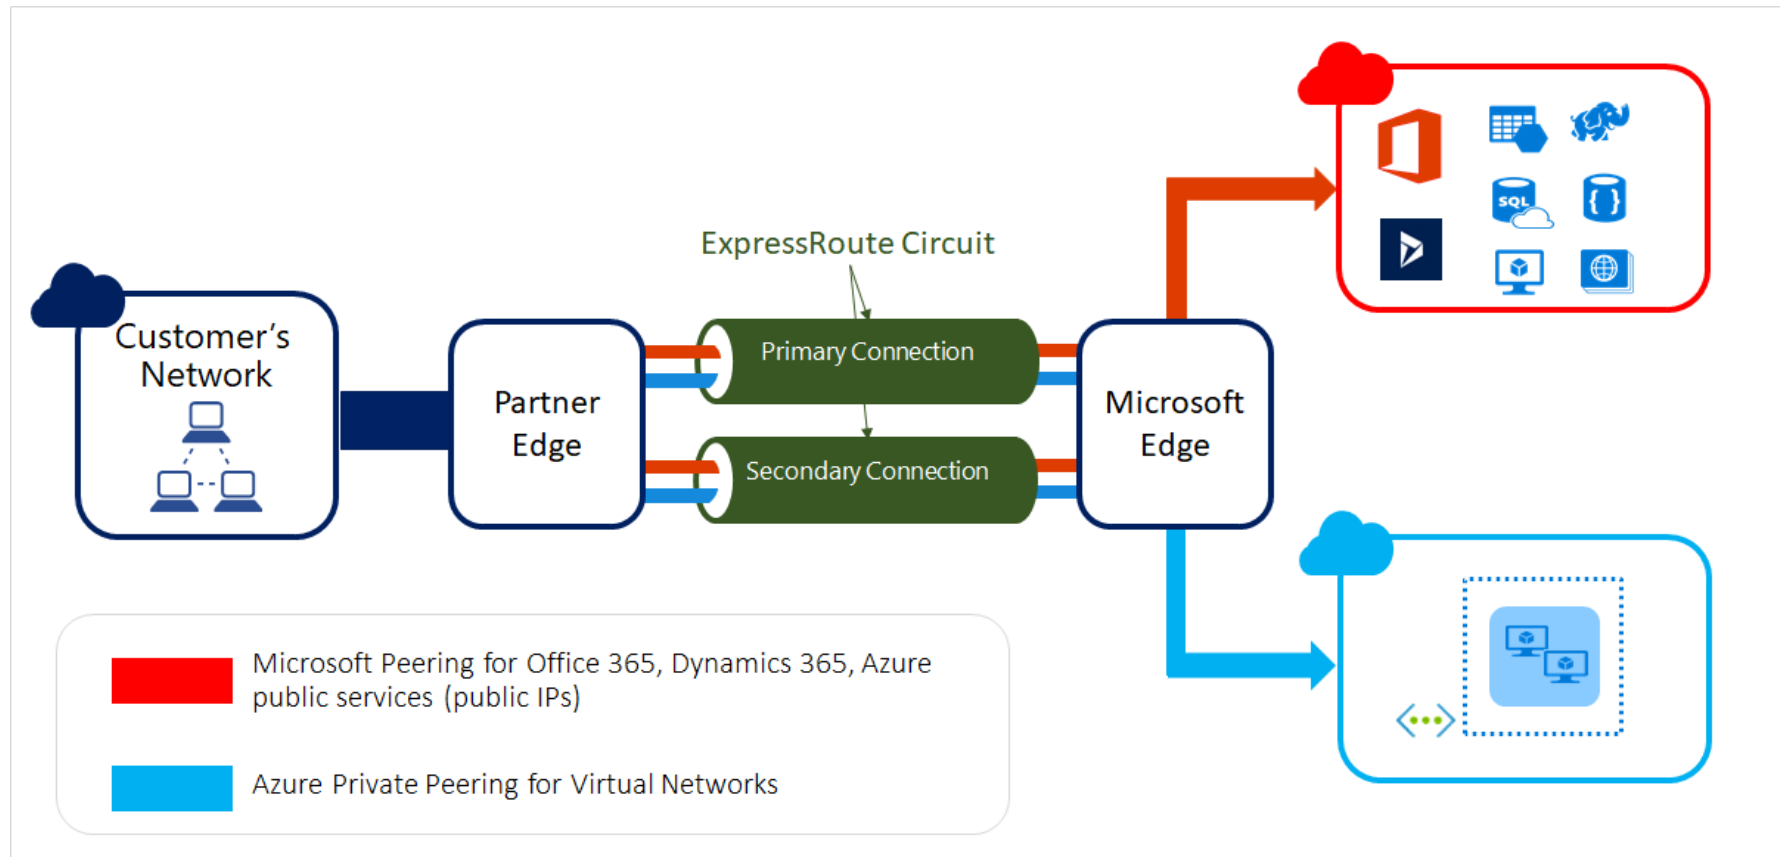 ExpressRoute Circuit
Customer's
Network
Partner
Edge
Primary Connection
Secondary Connection
Microsoft
Edge
SQL
Microsoft Peering for Office 365, Dynamics 365, Azure
public services (public IPs)
Azure Private Peering for Virtual Networks